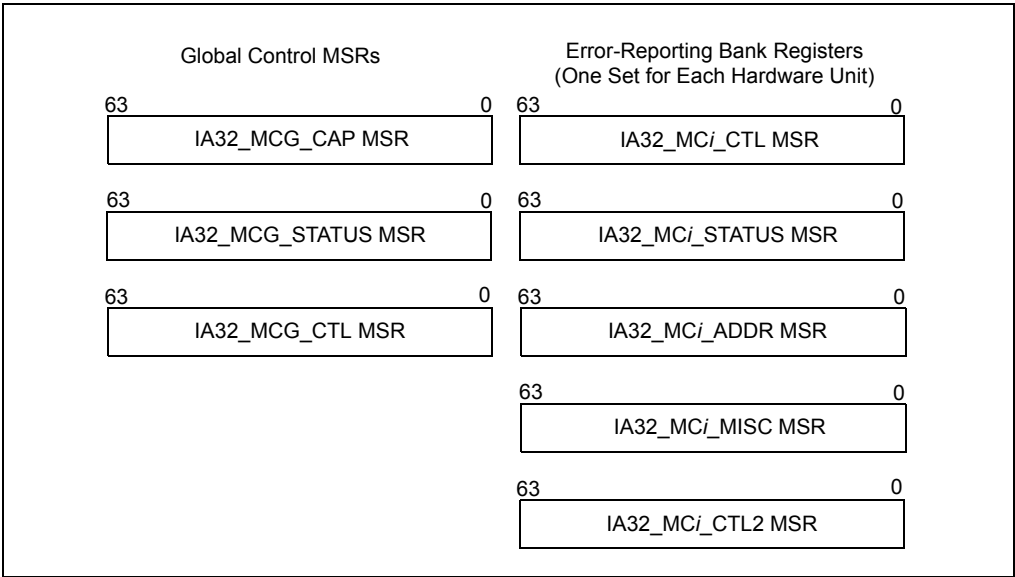 Global Control MSRs
Error-Reporting Bank Registers
(One Set for Each Hardware Unit)
63 0 63 0
IA32_MCG_CAP MSR IA32_MCi_CTL MSR
63 0 63 0
IA32_MCG_STATUS MSR IA32_MCi_STATUS MSR
63 0 63 0
IA32_MCG_CTL MSR IA32_MCi_ADDR MSR
63 0
IA32_MCi_MISC MSR
63 0
IA32_MCi_CTL2 MSR